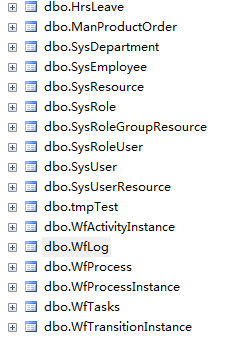 dbo.HrsLeave
dbo.ManProductOrder
dbo.SysDepartment
dbo.SysEmployee
dbo.SysResource
dbo.SysRole
dbo.SysRoleGroupResource
dbo.SysRoleUser
dbo.SysUser
dbo.SysUserResource
dbo.tmpTest
dbo.WfActivityInstance
dbo.WfLog
dbo.WfProcess
dbo.WfProcessInstance
dbo.WfTasks
dbo.WfTransitionInstance